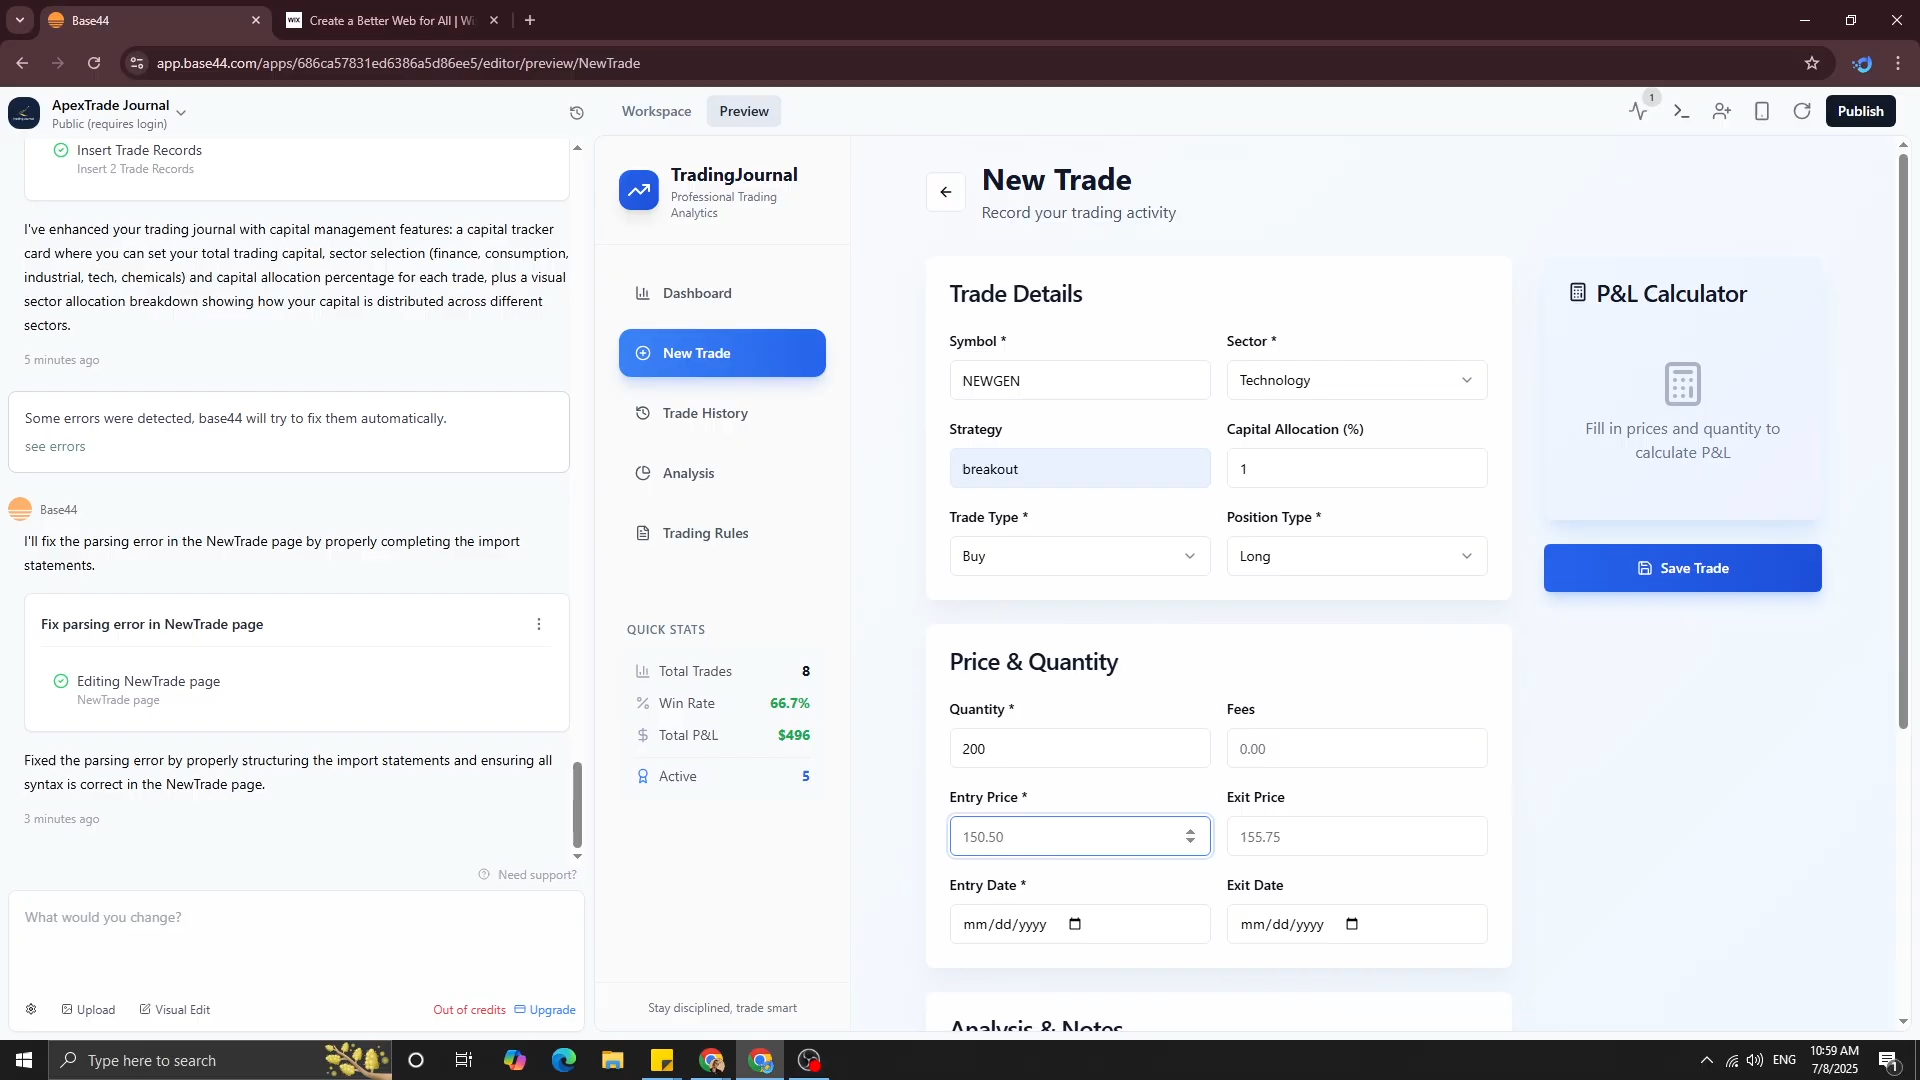 Base44
Create a Better Web for All | Wi
app.base44.com/apps/686ca57831ed6386a5d86ee5/editor/preview/NewTrade
ApexTrade Journal
Public (requires login)
Workspace
Preview
1
Publish
Insert Trade Records
Insert 2 Trade Records
I've enhanced your trading journal with capital management features: a capital tracker
card where you can set your total trading capital, sector selection (finance, consumption,
industrial, tech, chemicals) and capital allocation percentage for each trade, plus a visual
sector allocation breakdown showing how your capital is distributed across different
sectors.
5 minutes ago
Some errors were detected, base44 will try to fix them automatically.
see errors
Base44
I'll fix the parsing error in the NewTrade page by properly completing the import
statements.
Fix parsing error in NewTrade page
Editing NewTrade page
NewTrade page
Fixed the parsing error by properly structuring the import statements and ensuring all
syntax is correct in the NewTrade page.
3 minutes ago
Need support?
What would you change?
Upload
Visual Edit
Out of credits
Upgrade
TradingJournal
Professional Trading
Analytics
Dashboard
New Trade
Trade History
Analysis
Trading Rules
QUICK STATS
Total Trades 8
Win Rate 66.7%
Total P&L $496
Active 5
Stay disciplined, trade smart
New Trade
Record your trading activity
Trade Details
Symbol *
Sector *
NEWGEN
Technology
Strategy
Capital Allocation (%)
breakout
1
Trade Type *
Position Type *
Buy
Long
Price & Quantity
Quantity *
Fees
200
0.00
Entry Price *
Exit Price
150.50
155.75
Entry Date *
Exit Date
mm/dd/yyyy
mm/dd/yyyy
Analysis & Notes
P&L Calculator
Fill in prices and quantity to
calculate P&L
Save Trade
Type here to search
ENG
10:59 AM
7/8/2025
1